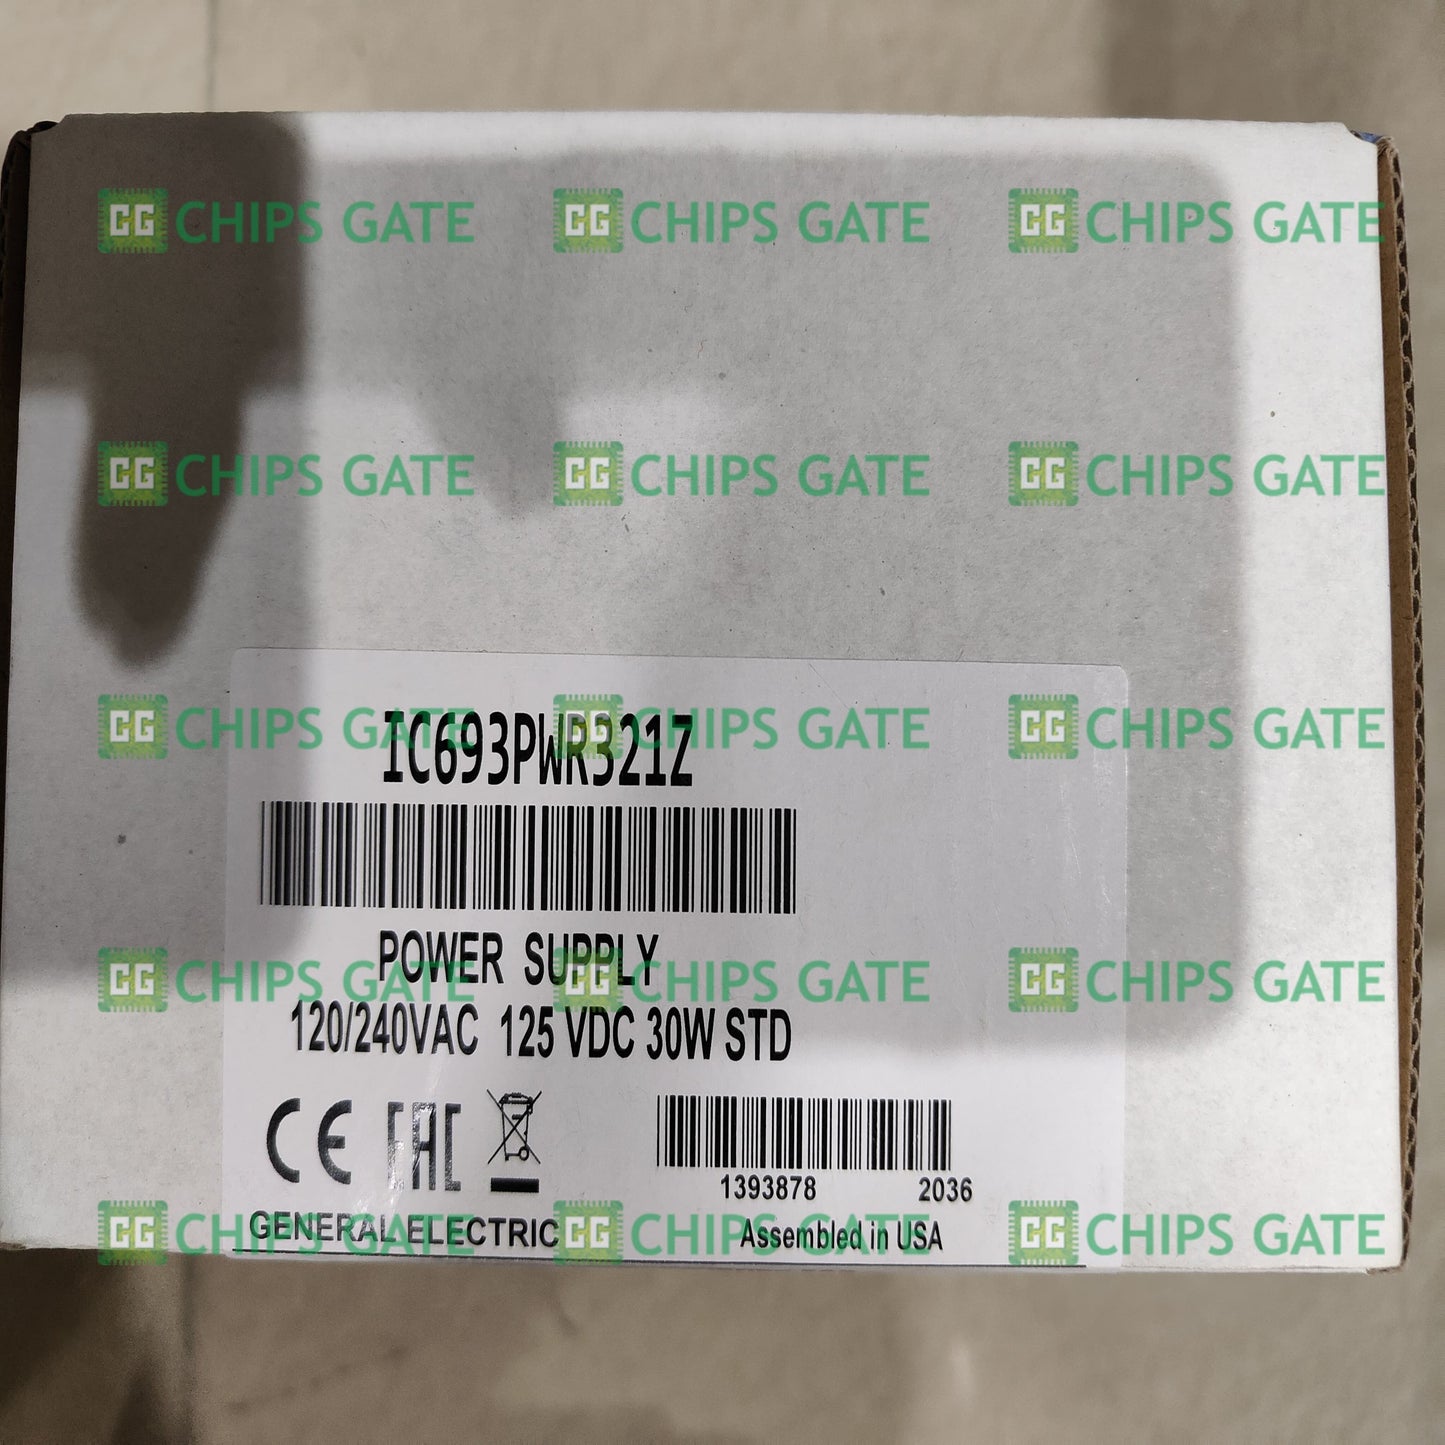 CG CHIPS GATE CG CHIPS GATE CG CHIPS GATE
CG CHIPS GATE CG CHIPS GATE CG CHIPS GATE
CG CHIPS GATE CG CHIPS GATE CG CHIPS GATE
IC693PWR321Z
POWER SUPPLY
CG CHIPS GATE CG CHIPS GATE CG CHIPS GATE
120/240VAC 125 VDC 30W STD
CE EAC
1393878 2036
GENERAL ELECTRIC
Assembled in USA
CG CHIPS GATE CG CHIPS GATE CG CHIPS GATE